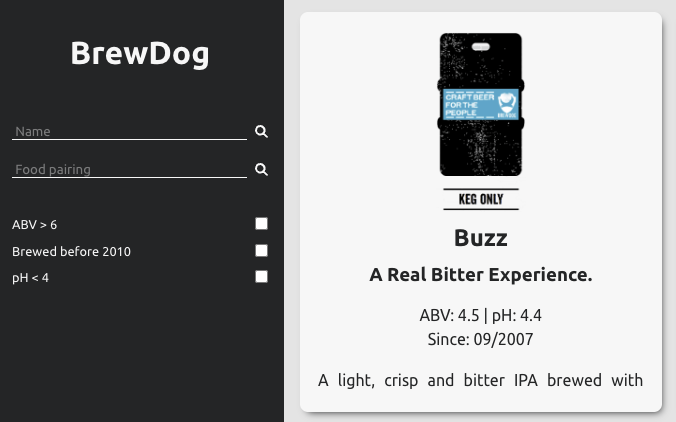 BrewDog
Name
Food pairing
ABV > 6
Brewed before 2010
pH < 4
CRAFT BEER
FOR THE
PEOPLE
KEG ONLY
Buzz
A Real Bitter Experience.
ABV: 4.5 | pH: 4.4
Since: 09/2007
A light, crisp and bitter IPA brewed with